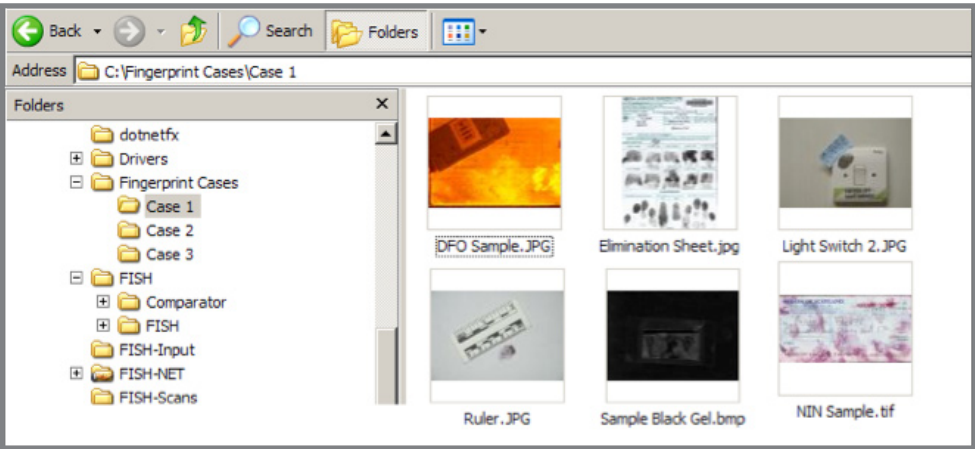 Back
Search
Folders
Address C:\Fingerprint Cases\Case 1
Folders x
dotnetfx
Drivers
Fingerprint Cases
Case 1
Case 2
Case 3
FISH
Comparator
FISH
FISH-Input
FISH-NET
FISH-Scans
DFO Sample.JPG
Elimination Sheet.jpg
Light Switch 2.JPG
Ruler.JPG
Sample Black Gel.bmp
NIN Sample.tif